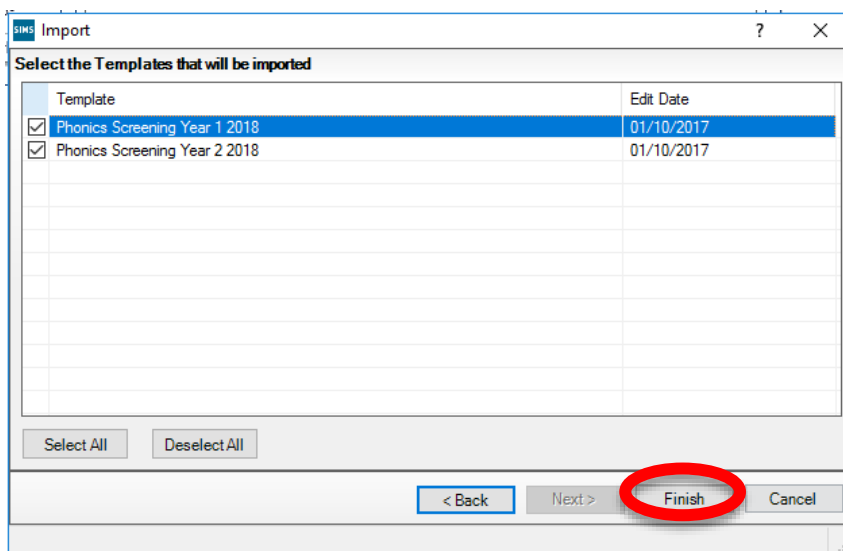 SIMS Import ?
Select the Templates that will be imported
Template Edit Date
Phonics Screening Year 1 2018 01/10/2017
Phonics Screening Year 2 2018 01/10/2017
Select All Deselect All
< Back Next > Finish Cancel